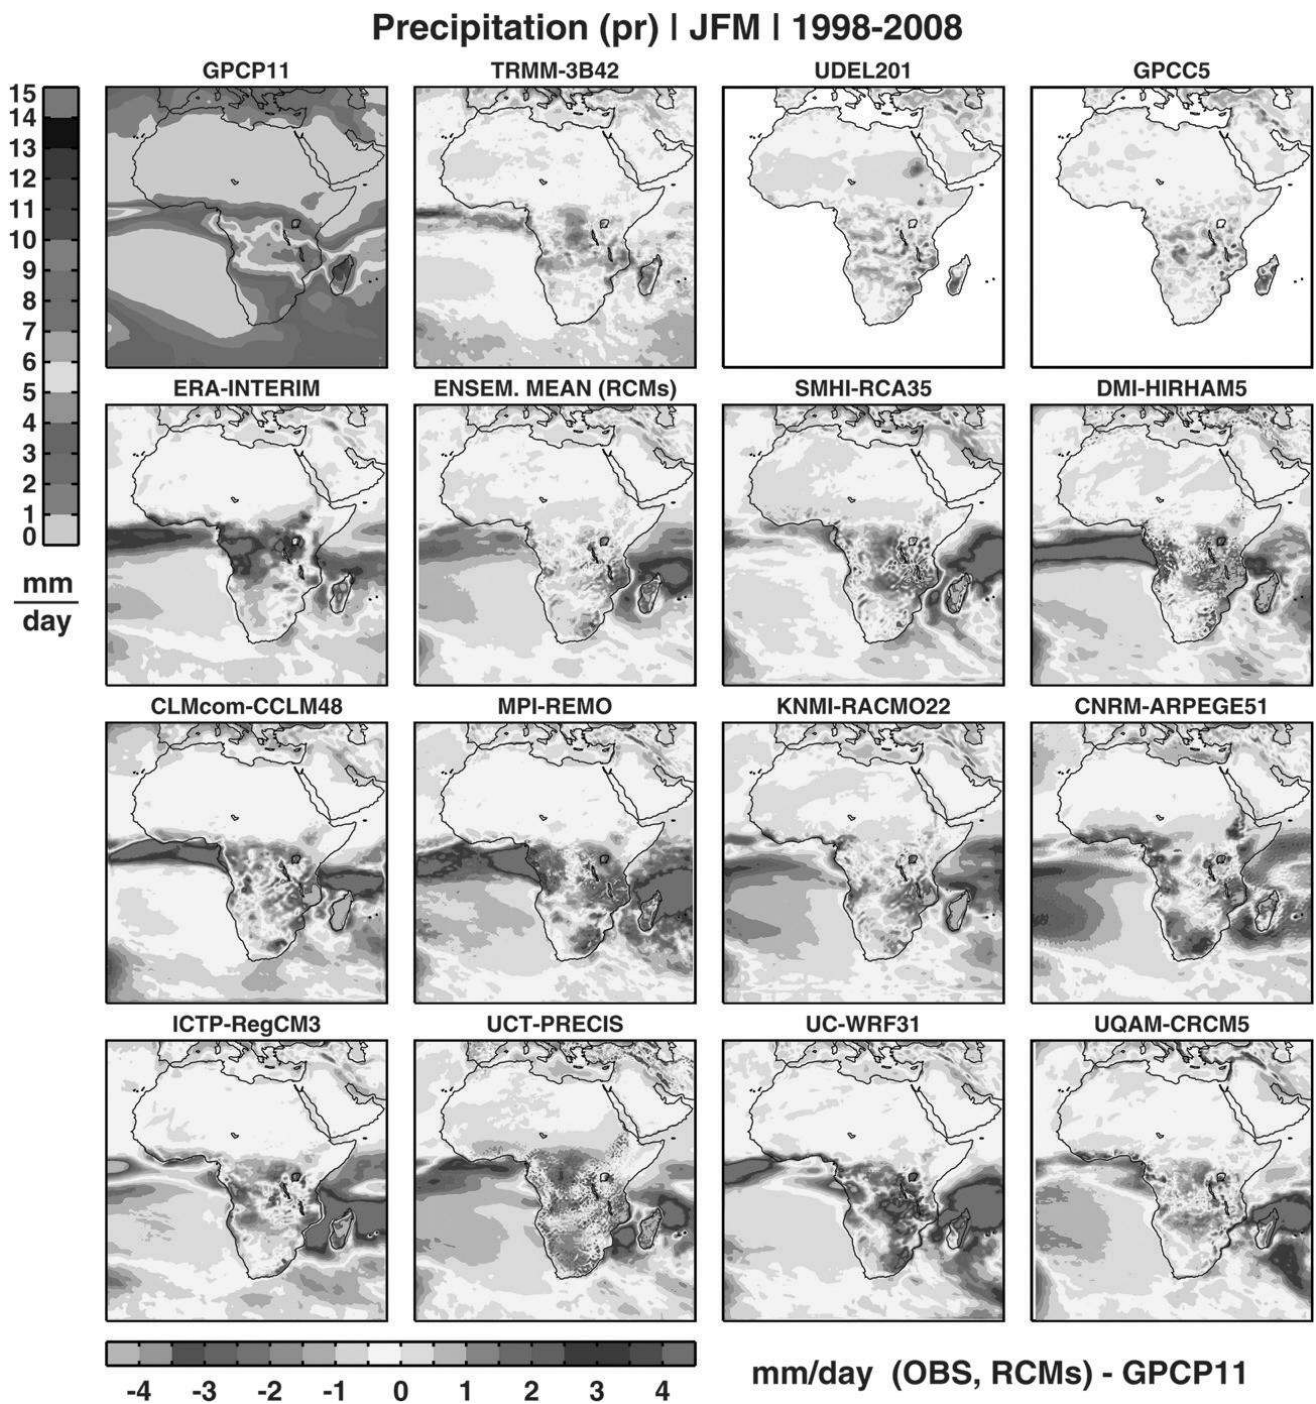 Precipitation (pr) | JFM | 1998-2008
GPCP11
TRMM-3B42
UDEL201
GPCC5
15
14
13
12
11
10
9
8
7
6
5
4
3
2
1
0
mm
day
ERA-INTERIM
ENSEM. MEAN (RCMs)
SMHI-RCA35
DMI-HIRHAM5
CLMcom-CCLM48
MPI-REMO
KNMI-RACMO22
CNRM-ARPEGE51
ICTP-RegCM3
UCT-PRECIS
UC-WRF31
UQAM-CRCM5
-4 -3 -2 -1 0 1 2 3 4
mm/day (OBS, RCMs) - GPCP11